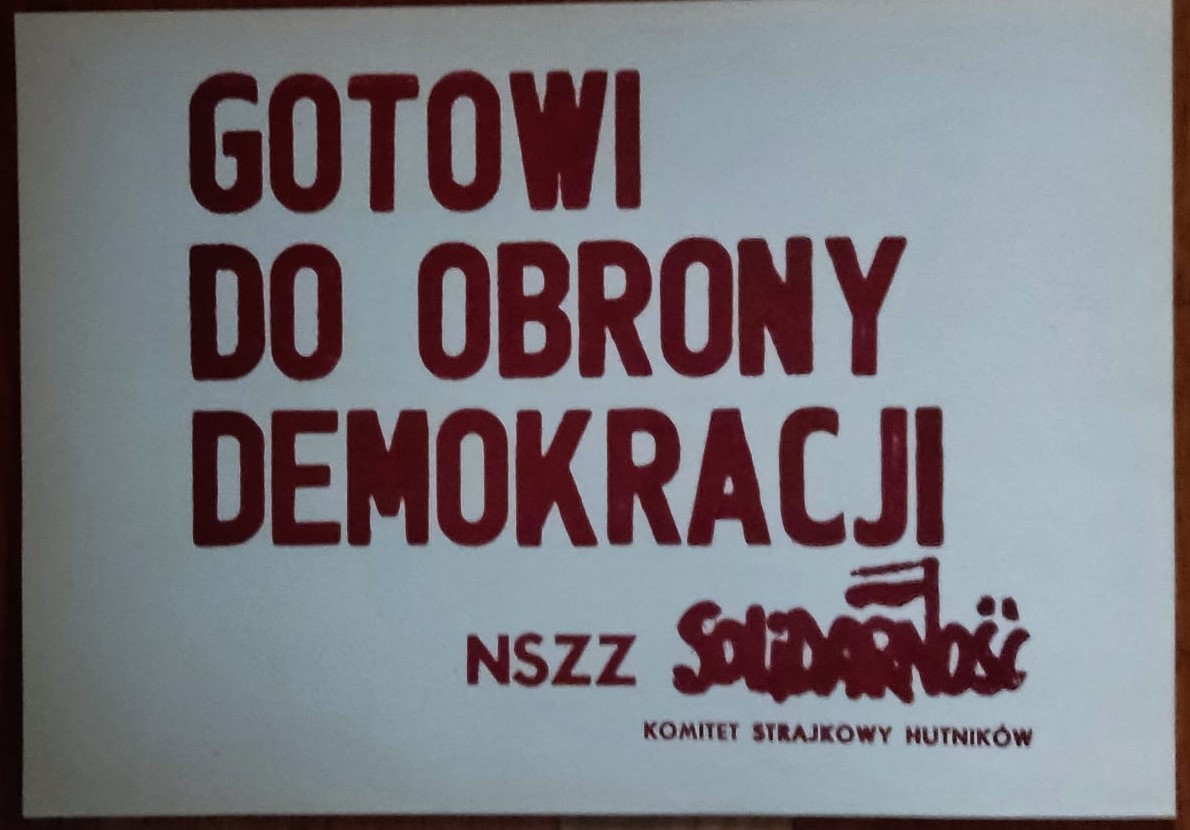 GOTOWI
DO OBRONY
DEMOKRACJI
NSZZ SOLiDARNOŚĆ
KOMITET STRAJKOWY HUTNIKÓW